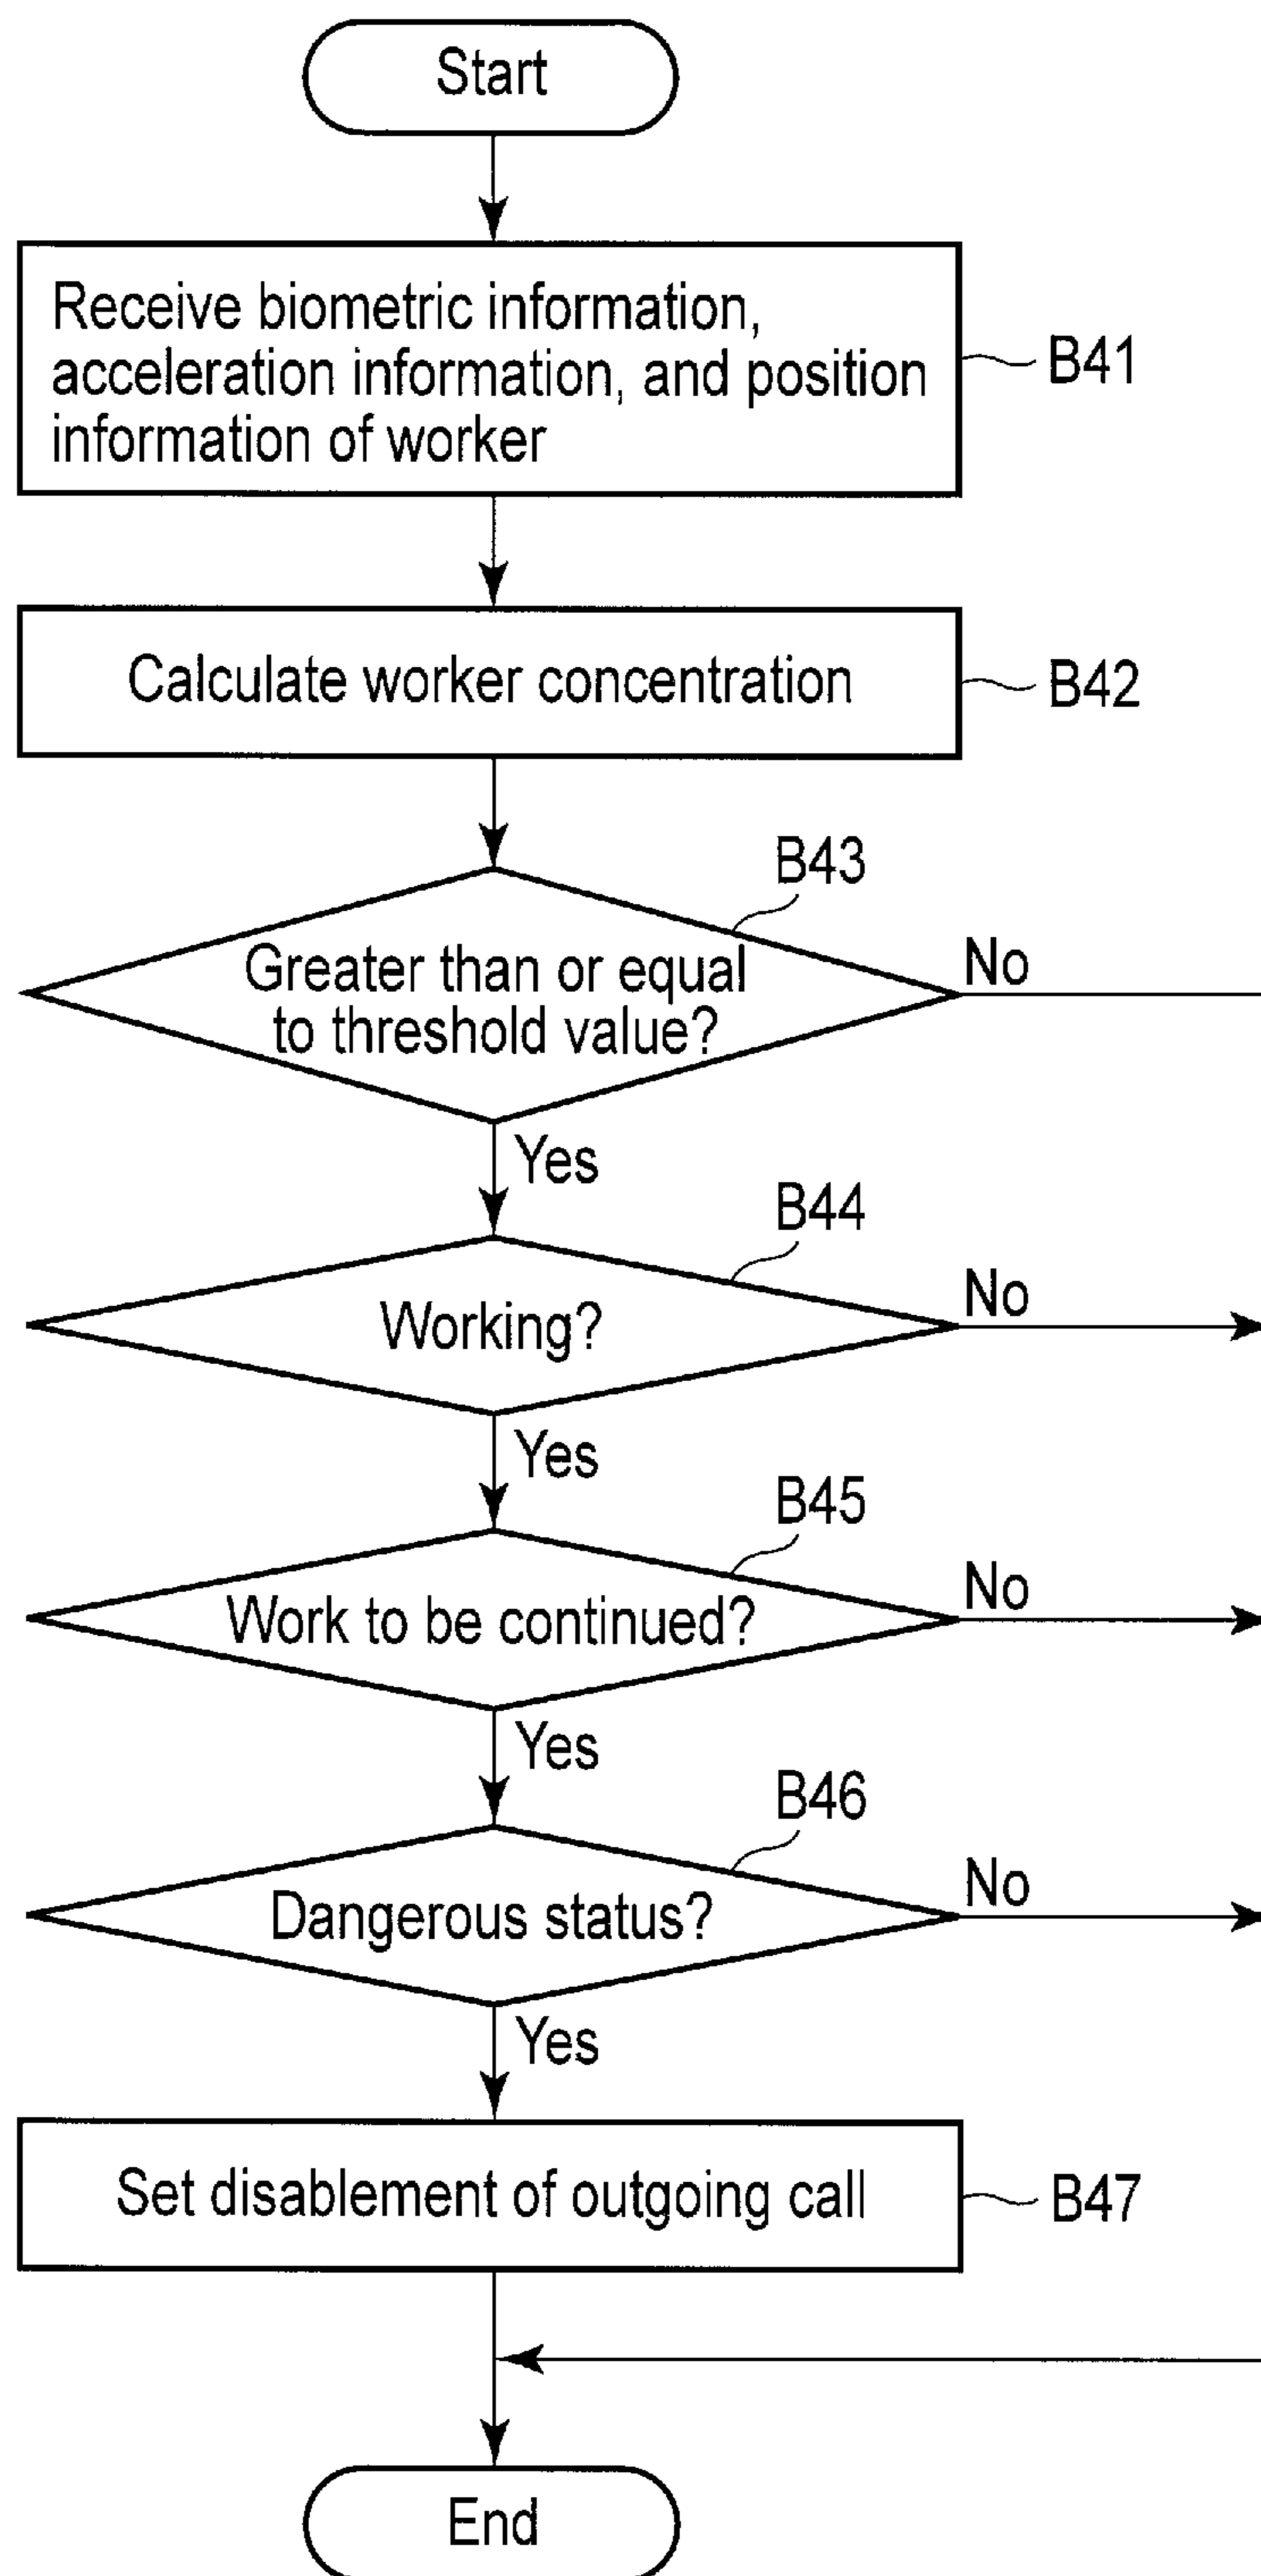 Start
Receive biometric information,
acceleration information, and position
information of worker
B41
Calculate worker concentration
B42
B43
Greater than or equal
to threshold value?
No
Yes
B44
Working?
No
Yes
B45
Work to be continued?
No
Yes
B46
Dangerous status?
No
Yes
Set disablement of outgoing call
B47
End